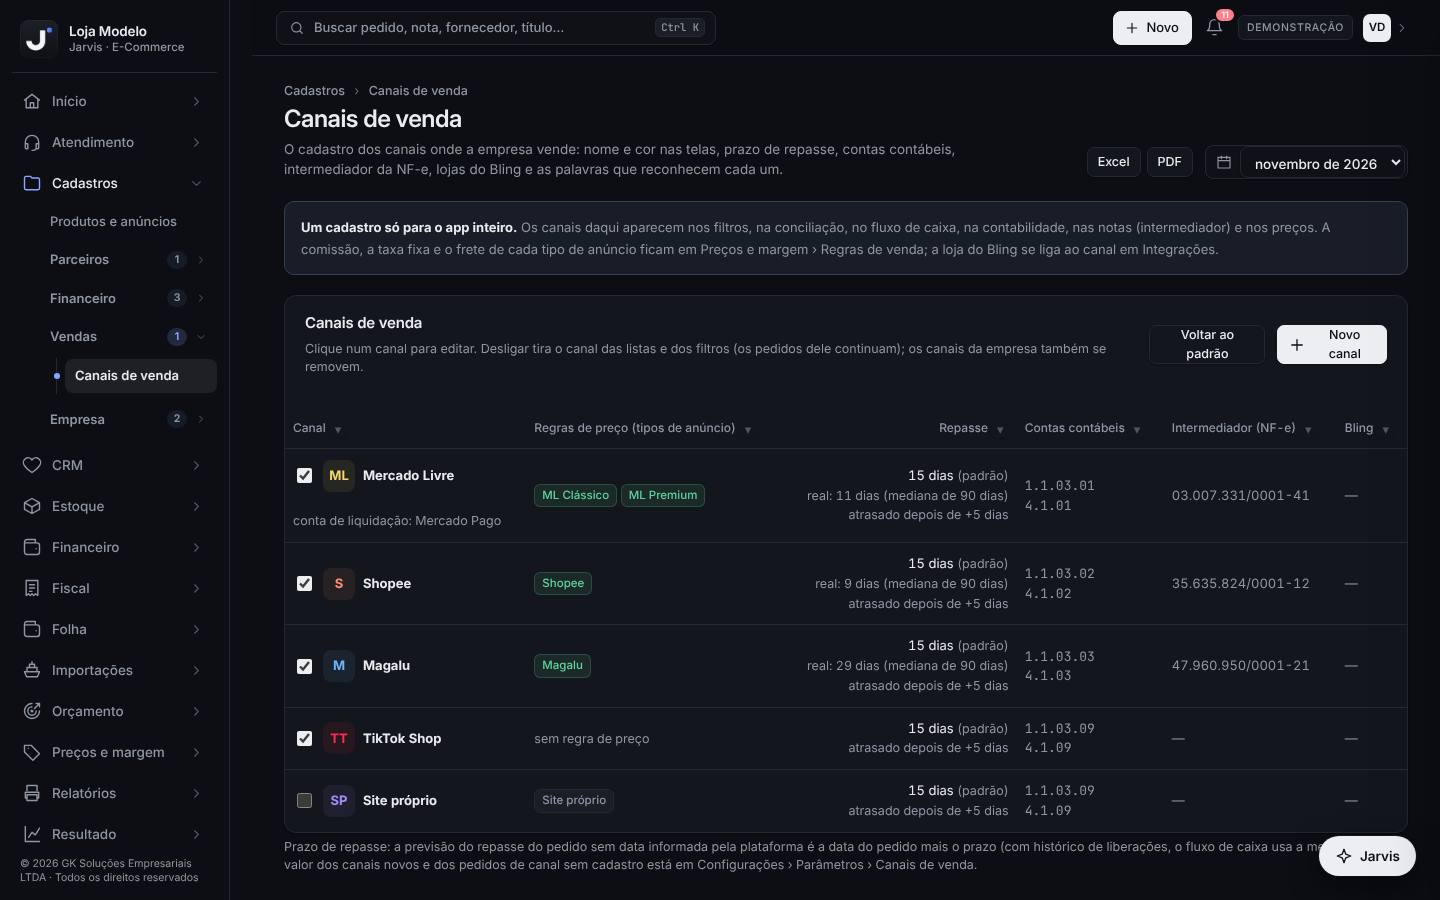 Loja Modelo
Jarvis · E-Commerce
Início
Atendimento
Cadastros
Produtos e anúncios
Parceiros 1
Financeiro 3
Vendas 1
Canais de venda
Empresa 2
CRM
Estoque
Financeiro
Fiscal
Folha
Importações
Orçamento
Preços e margem
Relatórios
Resultado
© 2026 GK Soluções Empresariais
LTDA · Todos os direitos reservados
Buscar pedido, nota, fornecedor, título... Ctrl K
+ Novo
11
DEMONSTRAÇÃO
VD
Cadastros › Canais de venda
Canais de venda
O cadastro dos canais onde a empresa vende: nome e cor nas telas, prazo de repasse, contas contábeis,
intermediador da NF-e, lojas do Bling e as palavras que reconhecem cada um.
Excel PDF novembro de 2026
Um cadastro só para o app inteiro. Os canais daqui aparecem nos filtros, na conciliação, no fluxo de caixa, na contabilidade, nas notas (intermediador) e nos preços. A
comissão, a taxa fixa e o frete de cada tipo de anúncio ficam em Preços e margem › Regras de venda; a loja do Bling se liga ao canal em Integrações.
Canais de venda
Clique num canal para editar. Desligar tira o canal das listas e dos filtros (os pedidos dele continuam); os canais da empresa também se
removem.
Voltar ao
padrão
+ Novo
canal
Canal ▼ Regras de preço (tipos de anúncio) ▼ Repasse ▼ Contas contábeis ▼ Intermediador (NF-e) ▼ Bling ▼
ML Mercado Livre
conta de liquidação: Mercado Pago
ML Clássico ML Premium
15 dias (padrão)
real: 11 dias (mediana de 90 dias)
atrasado depois de +5 dias
1.1.03.01
4.1.01
03.007.331/0001-41
—
S Shopee
Shopee
15 dias (padrão)
real: 9 dias (mediana de 90 dias)
atrasado depois de +5 dias
1.1.03.02
4.1.02
35.635.824/0001-12
—
M Magalu
Magalu
15 dias (padrão)
real: 29 dias (mediana de 90 dias)
atrasado depois de +5 dias
1.1.03.03
4.1.03
47.960.950/0001-21
—
TT TikTok Shop
sem regra de preço
15 dias (padrão)
atrasado depois de +5 dias
1.1.03.09
4.1.09
—
—
SP Site próprio
Site próprio
15 dias (padrão)
atrasado depois de +5 dias
1.1.03.09
4.1.09
—
—
Prazo de repasse: a previsão do repasse do pedido sem data informada pela plataforma é a data do pedido mais o prazo (com histórico de liberações, o fluxo de caixa usa a
valor dos canais novos e dos pedidos de canal sem cadastro está em Configurações › Parâmetros › Canais de venda.
Jarvis